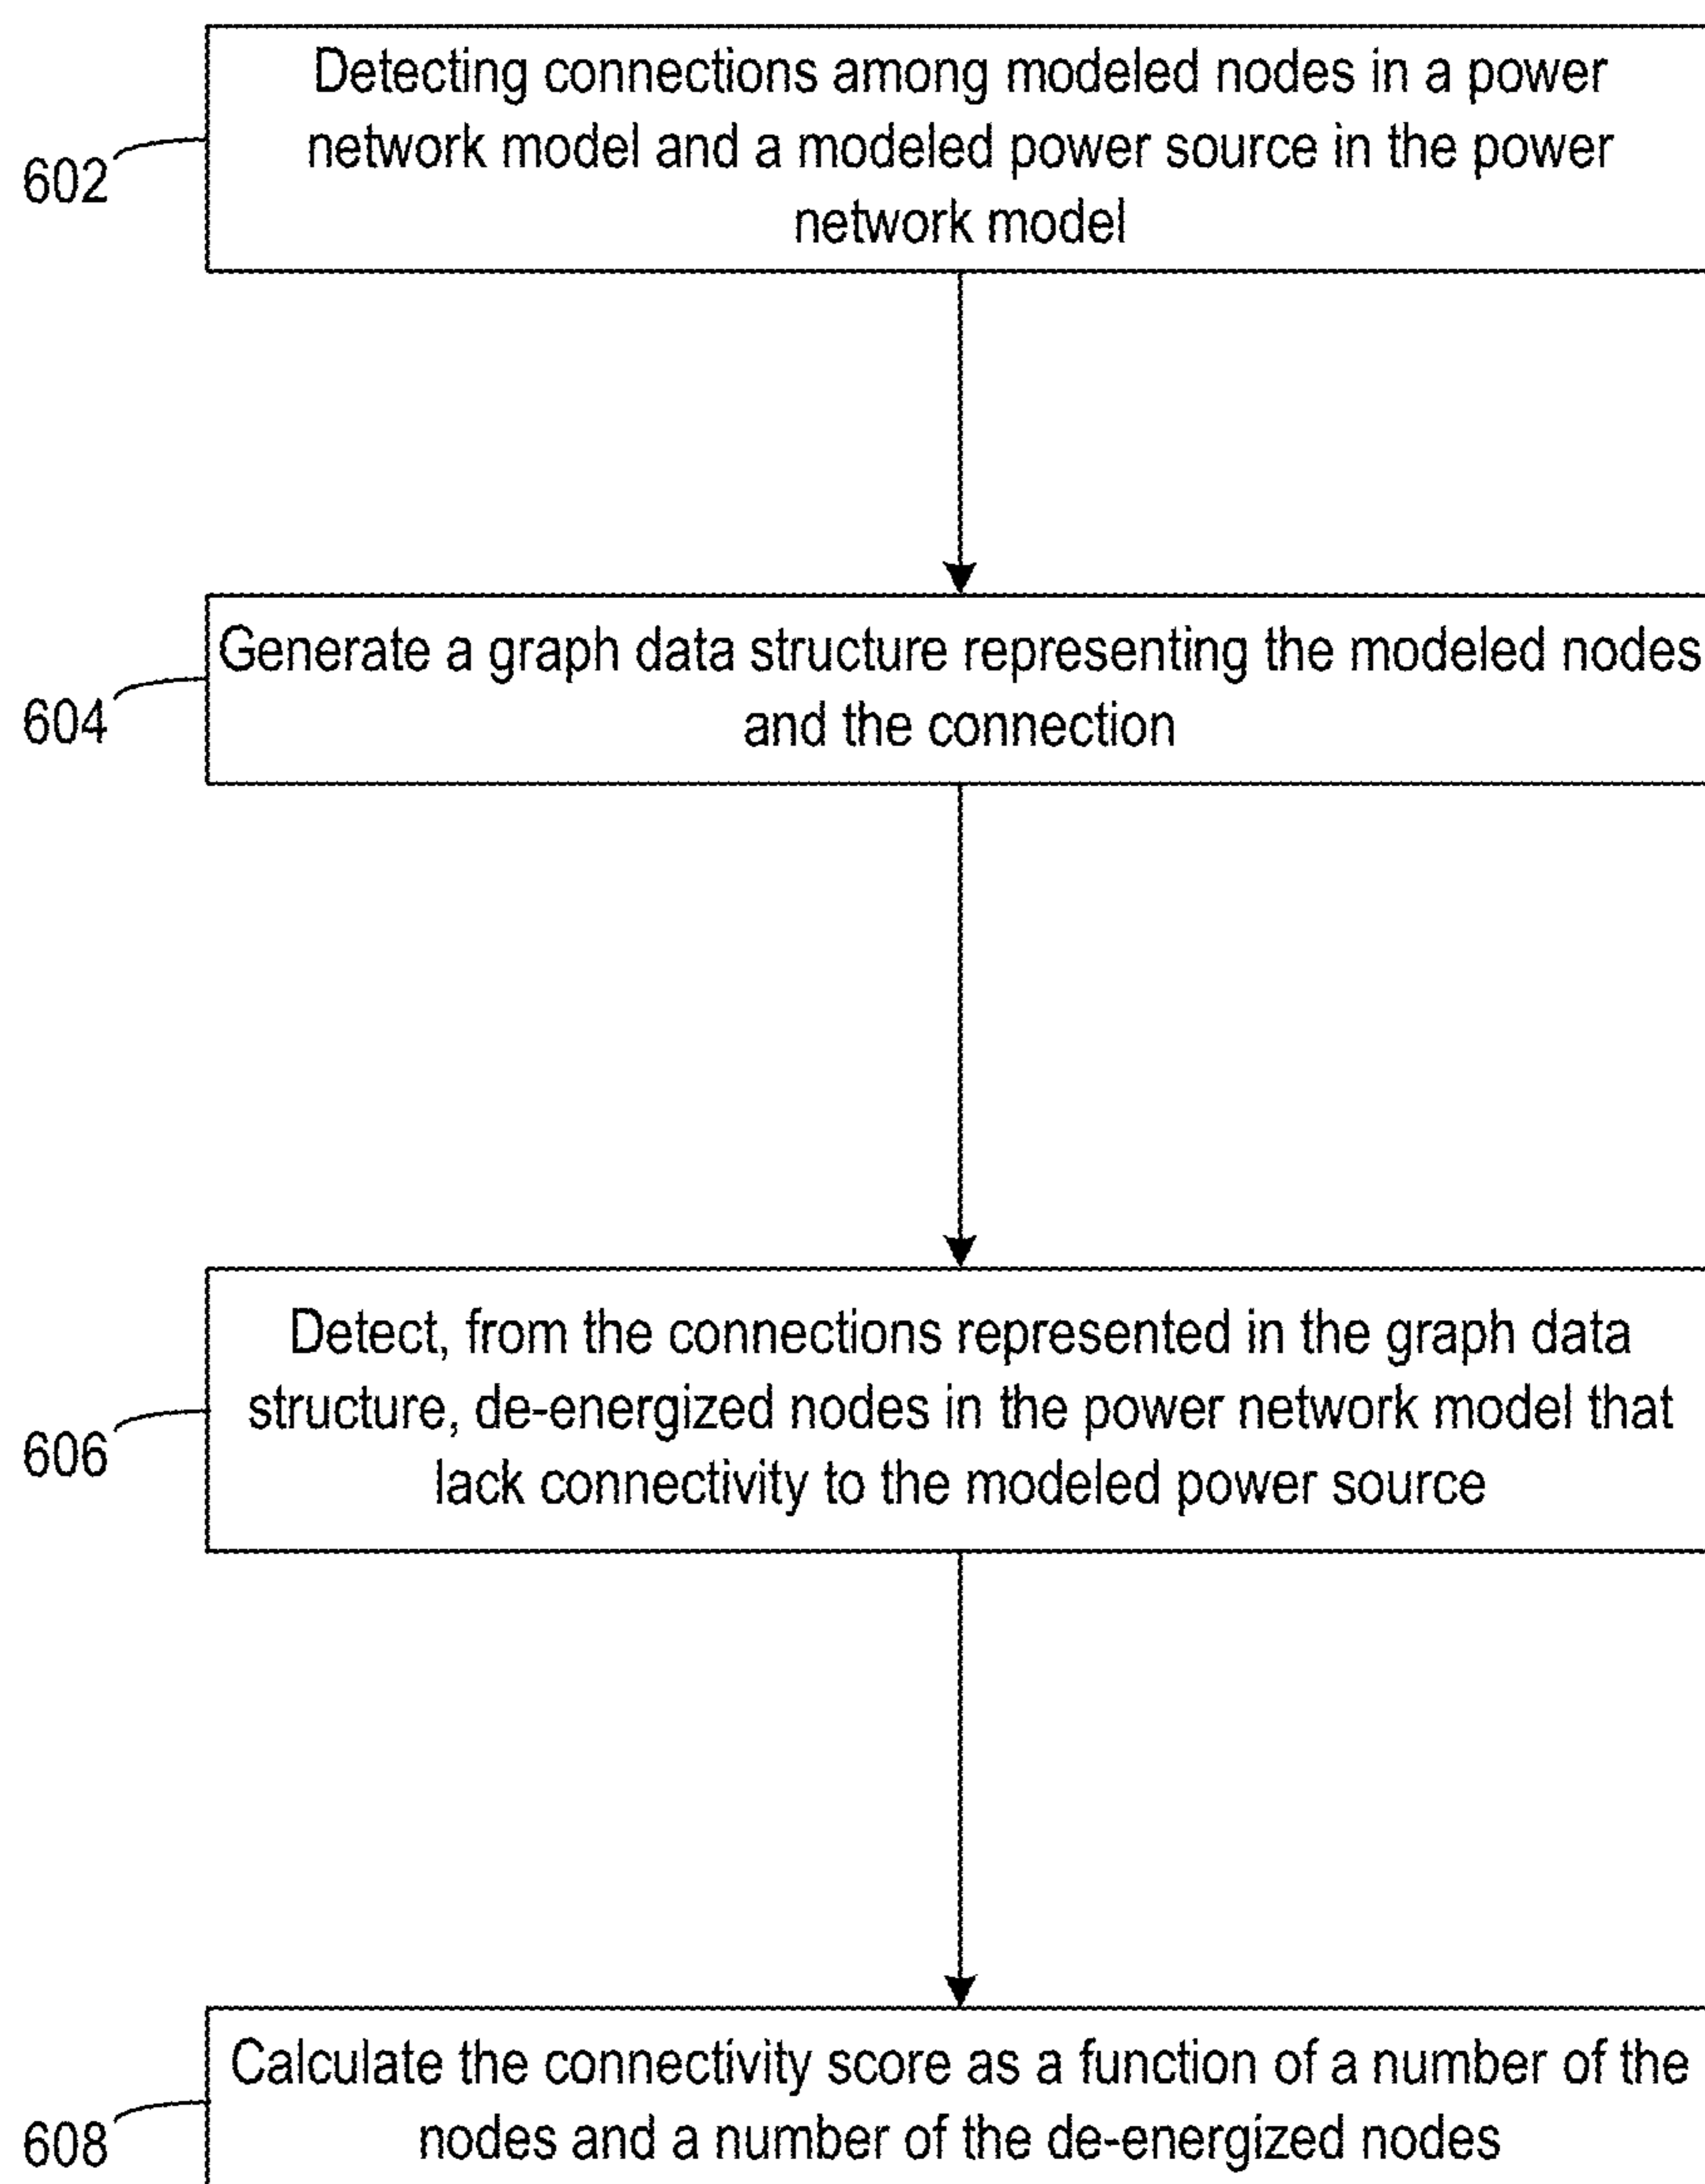 Detecting connections among modeled nodes in a power
network model and a modeled power source in the power
network model
602
Generate a graph data structure representing the modeled nodes
and the connection
604
Detect, from the connections represented in the graph data
structure, de-energized nodes in the power network model that
lack connectivity to the modeled power source
606
Calculate the connectivity score as a function of a number of the
nodes and a number of the de-energized nodes
608